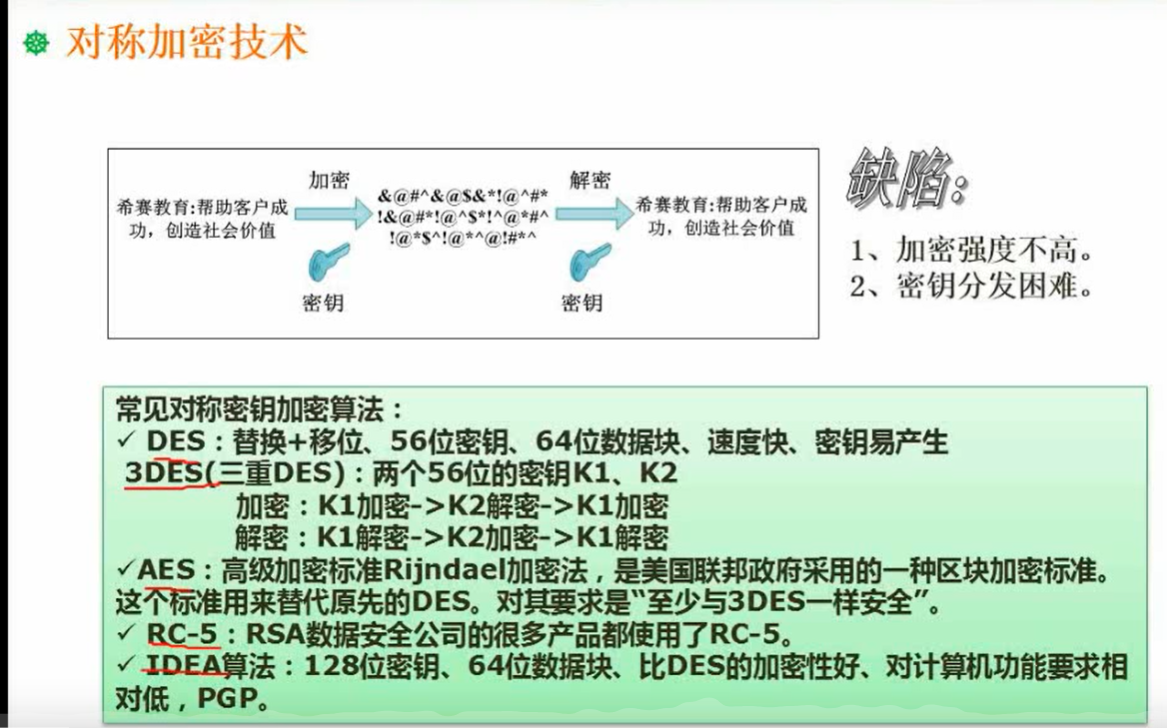 对称加密技术
加密
解密
希赛教育:帮助客户成
功，创造社会价值
&@#^&@$&*!@^#*
!&@#*!@^$*!^@*#^
!@*$^!@*^@!#*^
希赛教育:帮助客户成
功，创造社会价值
密钥
密钥
缺陷:
1、加密强度不高。
2、密钥分发困难。
常见对称密钥加密算法：
✓ DES：替换+移位、56位密钥、64位数据块、速度快、密钥易产生
3DES(三重DES)：两个56位的密钥K1、K2
加密：K1加密->K2解密->K1加密
解密：K1解密->K2加密->K1解密
✓AES：高级加密标准Rijndael加密法，是美国联邦政府采用的一种区块加密标准。
这个标准用来替代原先的DES。对其要求是“至少与3DES一样安全”。
✓ RC-5：RSA数据安全公司的很多产品都使用了RC-5。
✓ IDEA算法：128位密钥、64位数据块、比DES的加密性好、对计算机功能要求相
对低，PGP。